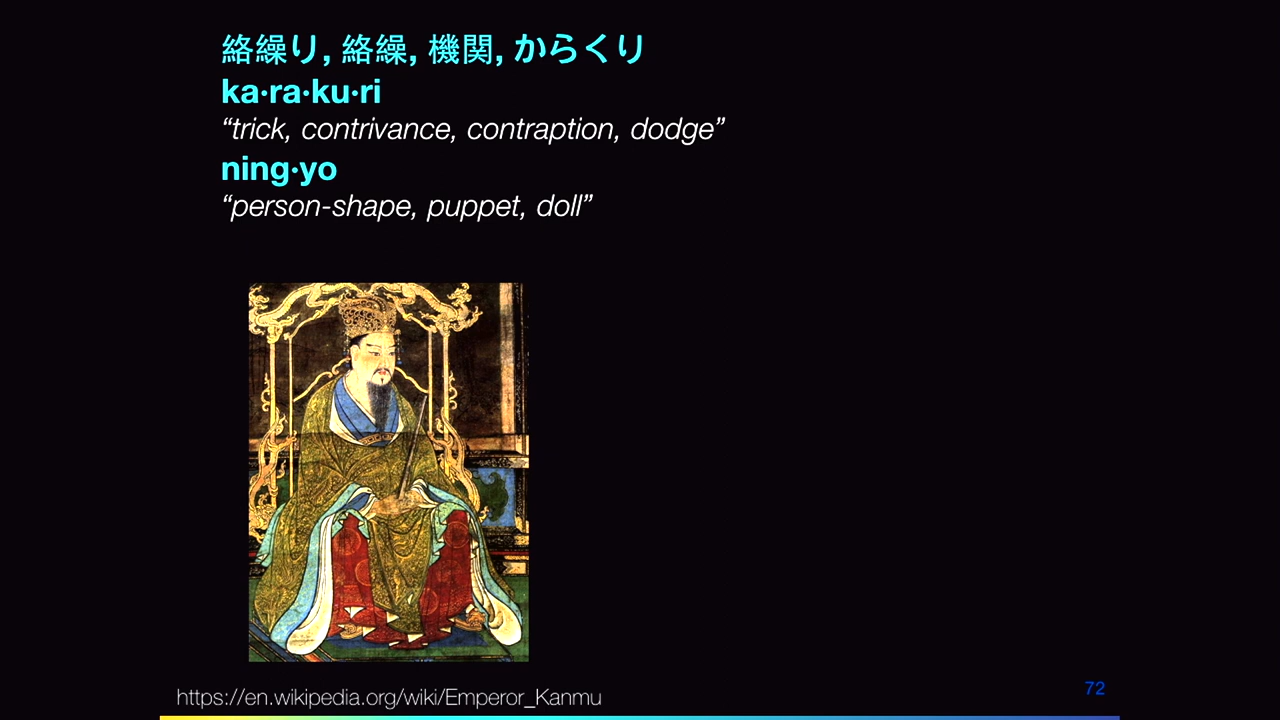 絡繰り, 絡繰, 機関, からくり
ka·ra·ku·ri
“trick, contrivance, contraption, dodge”
ning·yo
“person-shape, puppet, doll”
https://en.wikipedia.org/wiki/Emperor_Kanmu
72